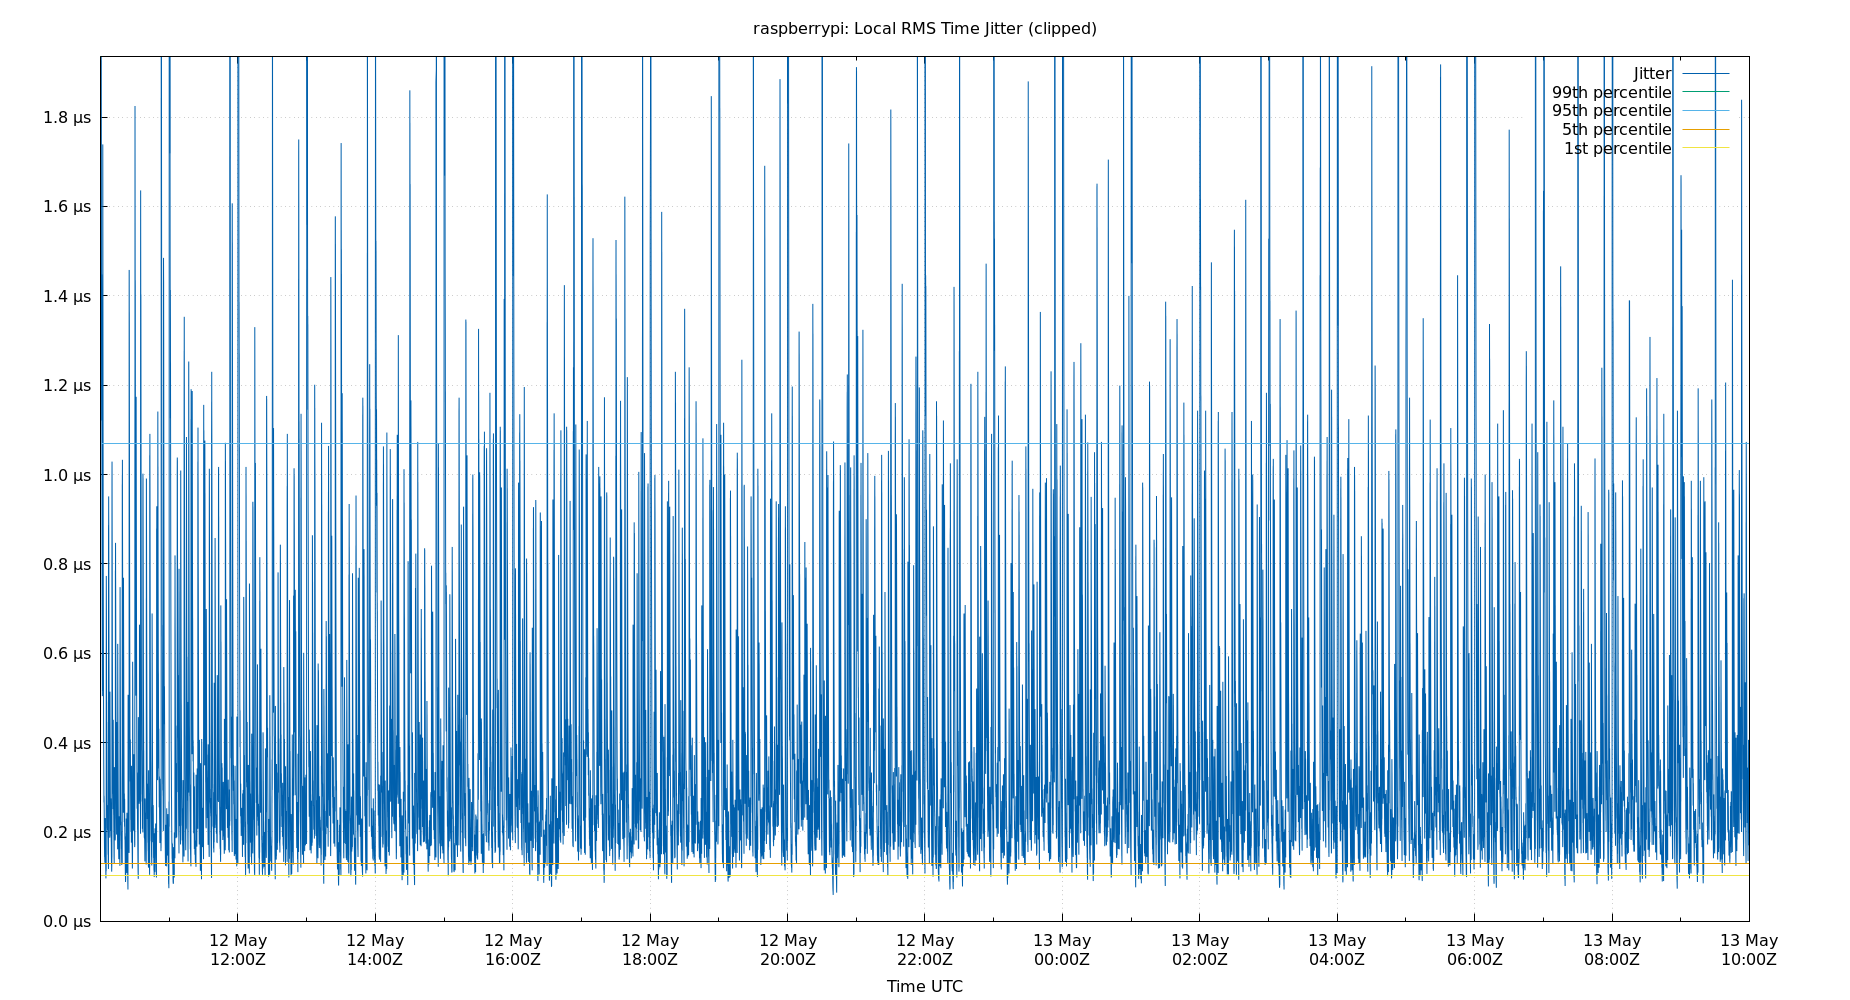 raspberrypi: Local RMS Time Jitter (clipped)
Jitter
99th percentile
95th percentile
5th percentile
1st percentile
1.8 µs
1.6 µs
1.4 µs
1.2 µs
1.0 µs
0.8 µs
0.6 µs
0.4 µs
0.2 µs
0.0 µs
12 May 12 May 12 May 12 May 12 May 12 May 13 May 13 May 13 May 13 May 13 May 13 May
12:00Z 14:00Z 16:00Z 18:00Z 20:00Z 22:00Z 00:00Z 02:00Z 04:00Z 06:00Z 08:00Z 10:00Z
Time UTC